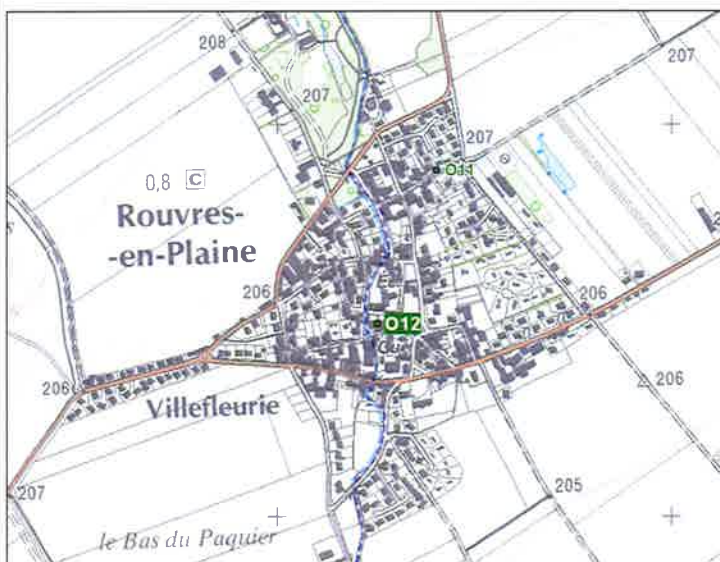 208
207
207
207
O11
0,8 C
Rouvres-
-en-Plaine
206
206
O12
206
206
Villefleurie
207
205
le Bas du Paquier